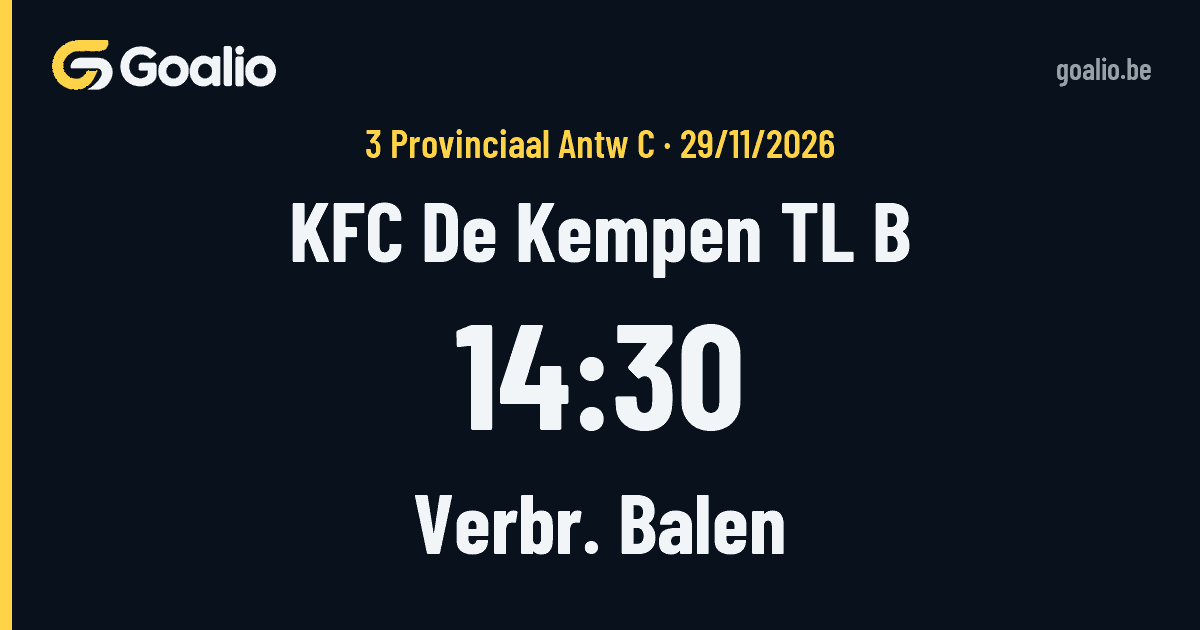 Goalio
goalio.be
3 Provinciaal Antw C · 29/11/2026
KFC De Kempen TL B
14:30
Verbr. Balen